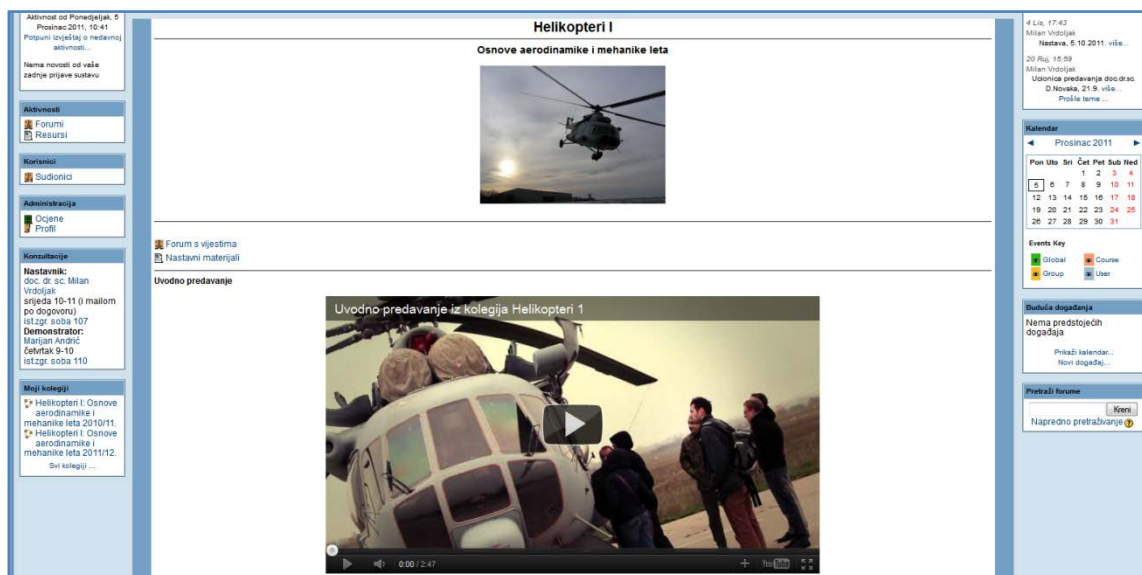 Aktivnost od Ponedjeljak, 5
Prosinac 2011, 10:41
Potpuni izvještaj o nedavnoj
aktivnosti...
Nema novosti od vaše
zadnje prijave sustavu
Aktivnosti
Forumi
Resursi
Korisnici
Sudionici
Administracija
Ocjene
Profil
Konzultacije
Nastavnik:
doc. dr. sc. Milan
Vrdoljak
srijeda 10-11 (i mailom
po dogovoru)
ist.zgr. soba 107
Demonstrator:
Marijan Andrić
četvrtak 9-10
ist.zgr. soba 110
Moji kolegiji
Helikopteri I: Osnove
aerodinamike i
mehanike leta 2010/11.
Helikopteri I: Osnove
aerodinamike i
mehanike leta 2011/12.
Svi kolegiji ...
Helikopteri I
Osnove aerodinamike i mehanike leta
Forum s vijestima
Nastavni materijali
Uvodno predavanje
Uvodno predavanje iz kolegija Helikopteri 1
0:00 / 2:47
YouTube
4 Lis, 17:43
Milan Vrdoljak
Nastava, 5.10.2011. više...
20 Ruj, 15:59
Milan Vrdoljak
Ucionica predavanja doc.dr.sc.
D.Novaka, 21.9. više...
Prošle teme ...
Kalendar
◄ Prosinac 2011 ►
Pon Uto Sri Čet Pet Sub Ned
1 2 3 4
5 6 7 8 9 10 11
12 13 14 15 16 17 18
19 20 21 22 23 24 25
26 27 28 29 30 31
Events Key
Global Course
Group User
Buduća događanja
Nema predstojećih
događaja
Prikaži kalendar...
Novi događaj...
Pretraži forume
Kreni
Napredno pretraživanje ?